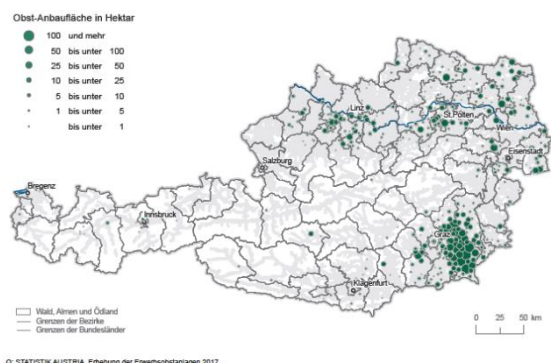 Obst-Anbaufläche in Hektar
100 und mehr
50 bis unter 100
25 bis unter 50
10 bis unter 25
5 bis unter 10
1 bis unter 5
bis unter 1
Linz
St.Pölten
Wien
Eisenstadt
Salzburg
Bregenz
Innsbruck
Graz
Klagenfurt
Wald, Almen und Ödland
Grenzen der Bezirke
Grenzen der Bundesländer
0 25 50 km
Q: STATISTIK AUSTRIA, Erhebung der Erwerbsobstanlagen 2017.